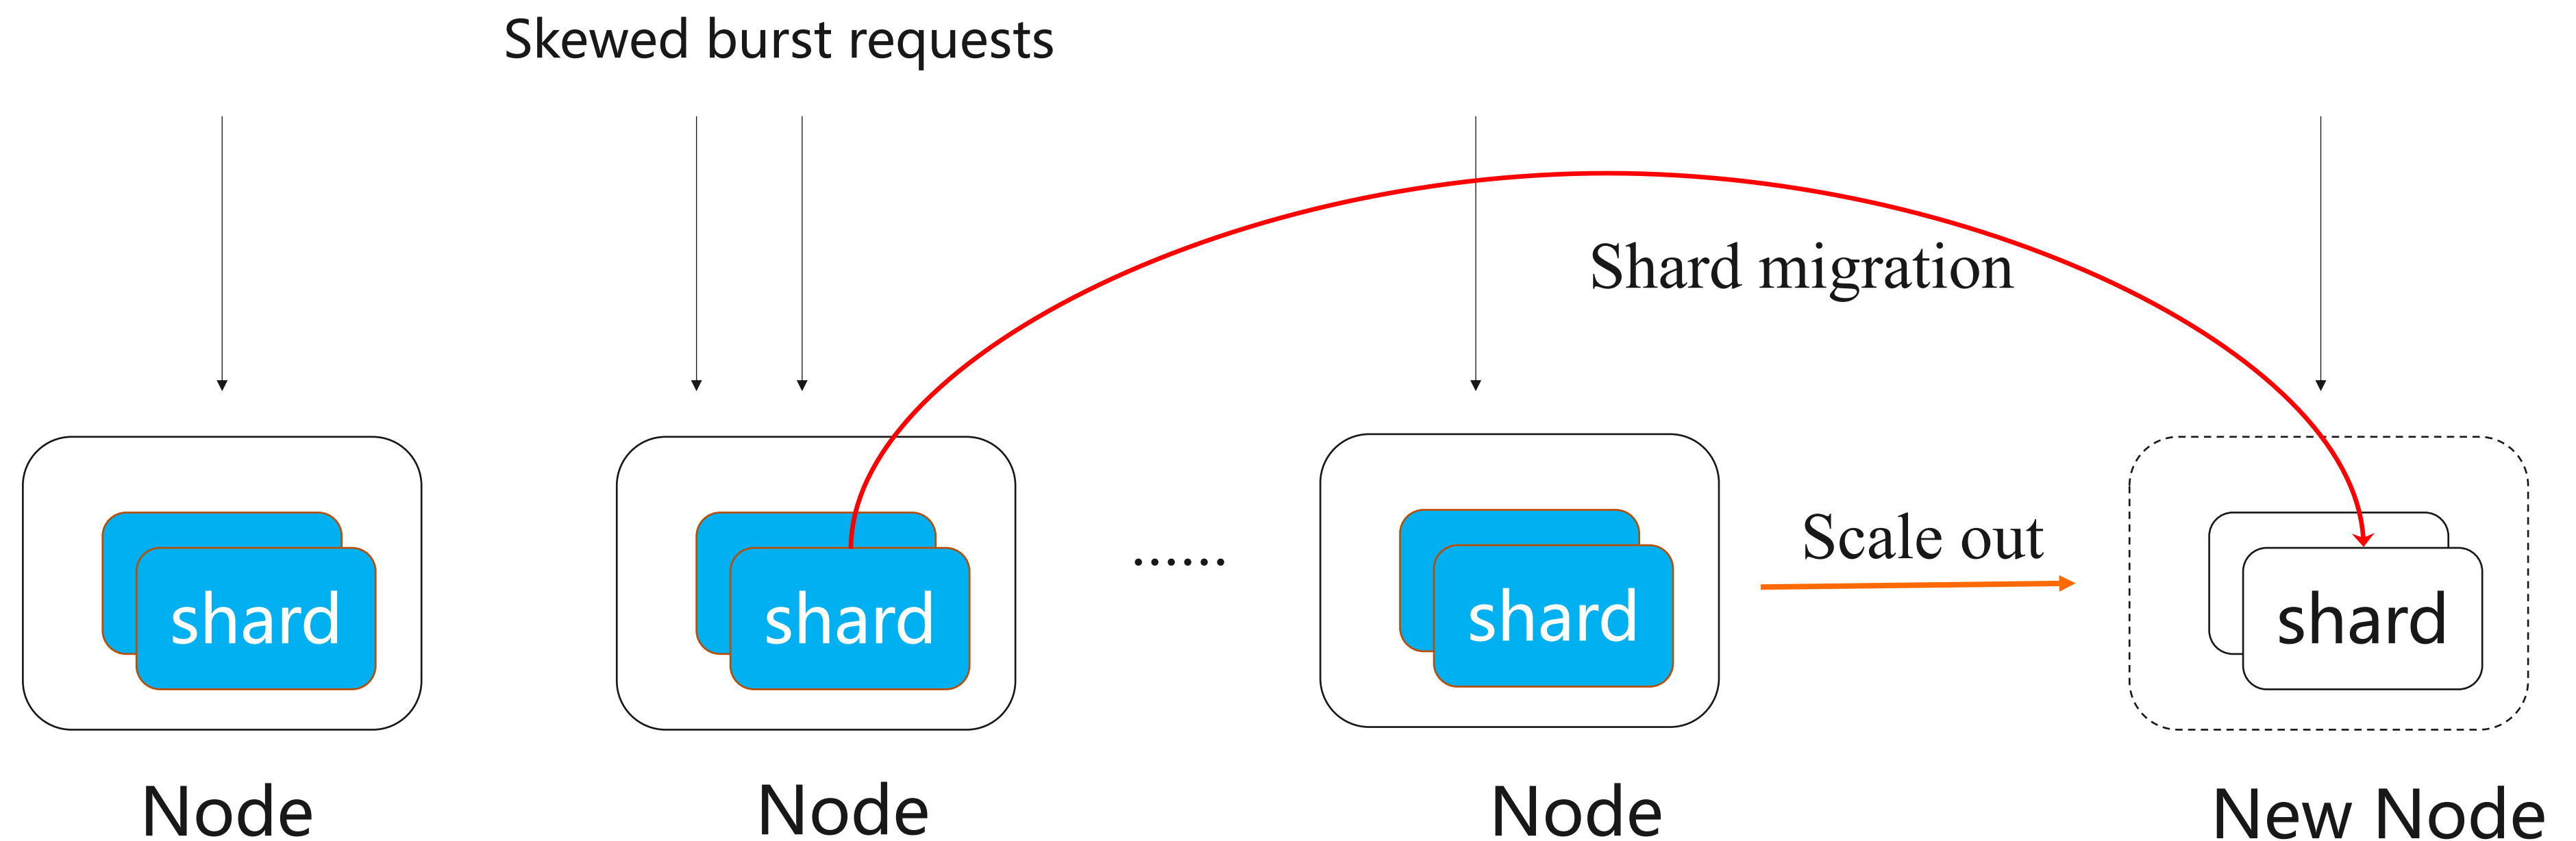 Skewed burst requests
Shard migration
Scale out
shard
shard
......
shard
shard
Node
Node
Node
New Node